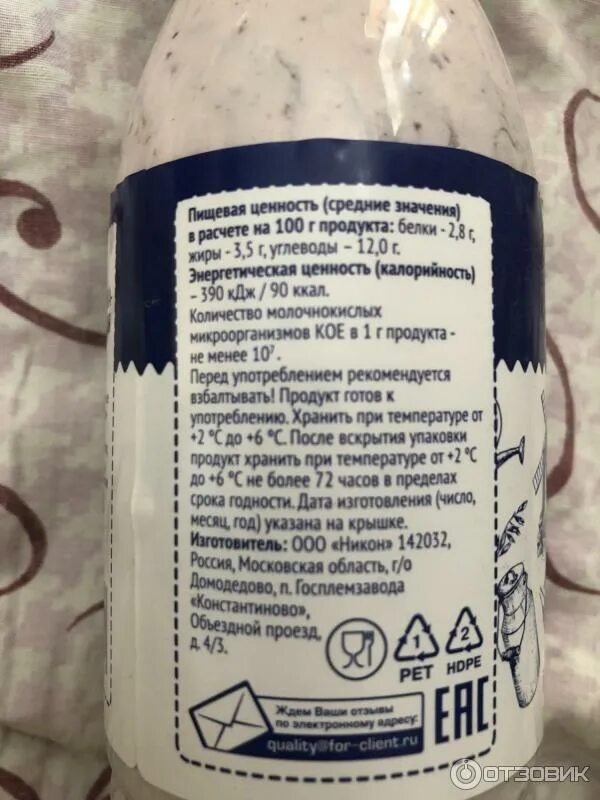 Пищевая ценность (средние значения)
в расчете на 100 г продукта: белки - 2,8 г,
жиры - 3,5 г, углеводы – 12,0 г.
Энергетическая ценность (калорийность)
– 390 кДж / 90 ккал.
Количество молочнокислых
микроорганизмов КОЕ в 1 г продукта -
не менее 10⁷.
Перед употреблением рекомендуется
взбалтывать! Продукт готов к
употреблению. Хранить при температуре от
+2 °С до +6 °С. После вскрытия упаковки
продукт хранить при температуре от +2 °С
до +6 °С не более 72 часов в пределах
срока годности. Дата изготовления (число,
месяц, год) указана на крышке.
Изготовитель: ООО «Никон» 142032,
Россия, Московская область, г/о
Домодедово, п. Госплемзавода
«Константиново»,
Объездной проезд,
д. 4/3.
1 2
PET HDPE
Ждем Ваши отзывы
по электронному адресу:
quality@for-client.ru
EAC
ОТЗОВИК